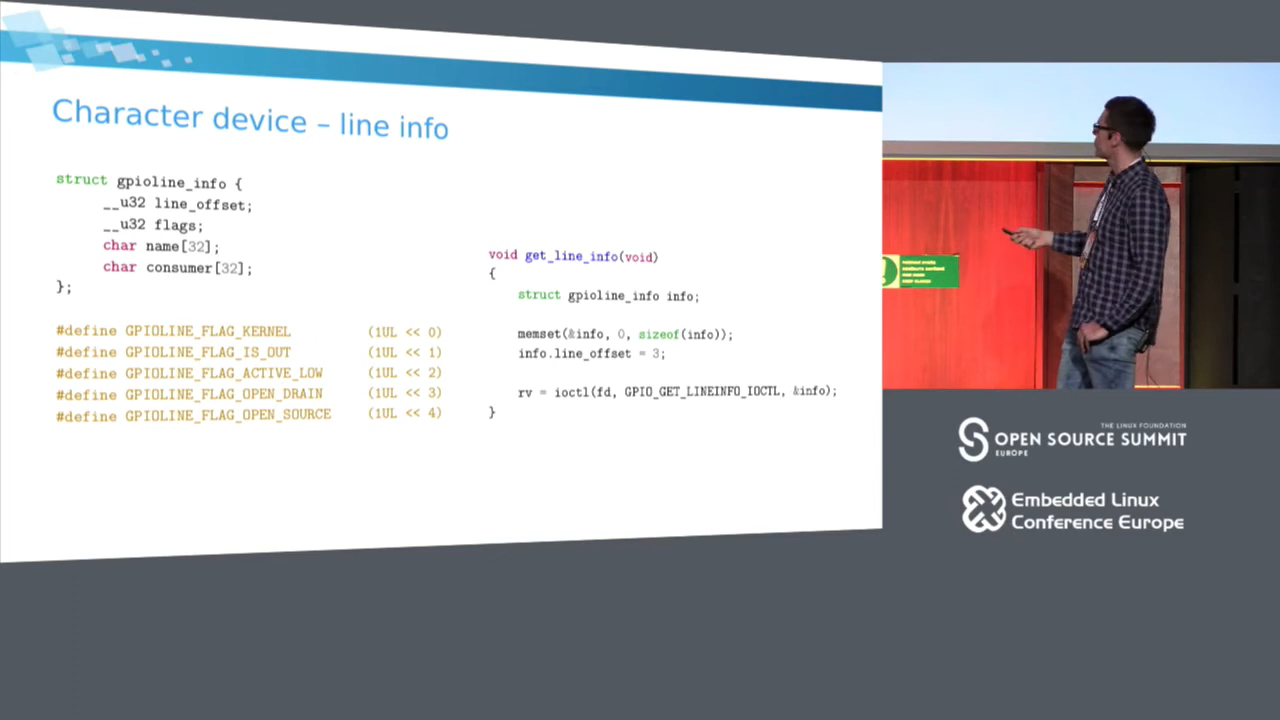 Character device – line info
struct gpioline_info {
__u32 line_offset;
__u32 flags;
char name[32];
char consumer[32];
};
#define GPIOLINE_FLAG_KERNEL (1UL << 0)
#define GPIOLINE_FLAG_IS_OUT (1UL << 1)
#define GPIOLINE_FLAG_ACTIVE_LOW (1UL << 2)
#define GPIOLINE_FLAG_OPEN_DRAIN (1UL << 3)
#define GPIOLINE_FLAG_OPEN_SOURCE (1UL << 4)
void get_line_info(void)
{
struct gpioline_info info;
memset(&info, 0, sizeof(info));
info.line_offset = 3;
rv = ioctl(fd, GPIO_GET_LINEINFO_IOCTL, &info);
}
THE LINUX FOUNDATION
OPEN SOURCE SUMMIT
EUROPE
Embedded Linux
Conference Europe